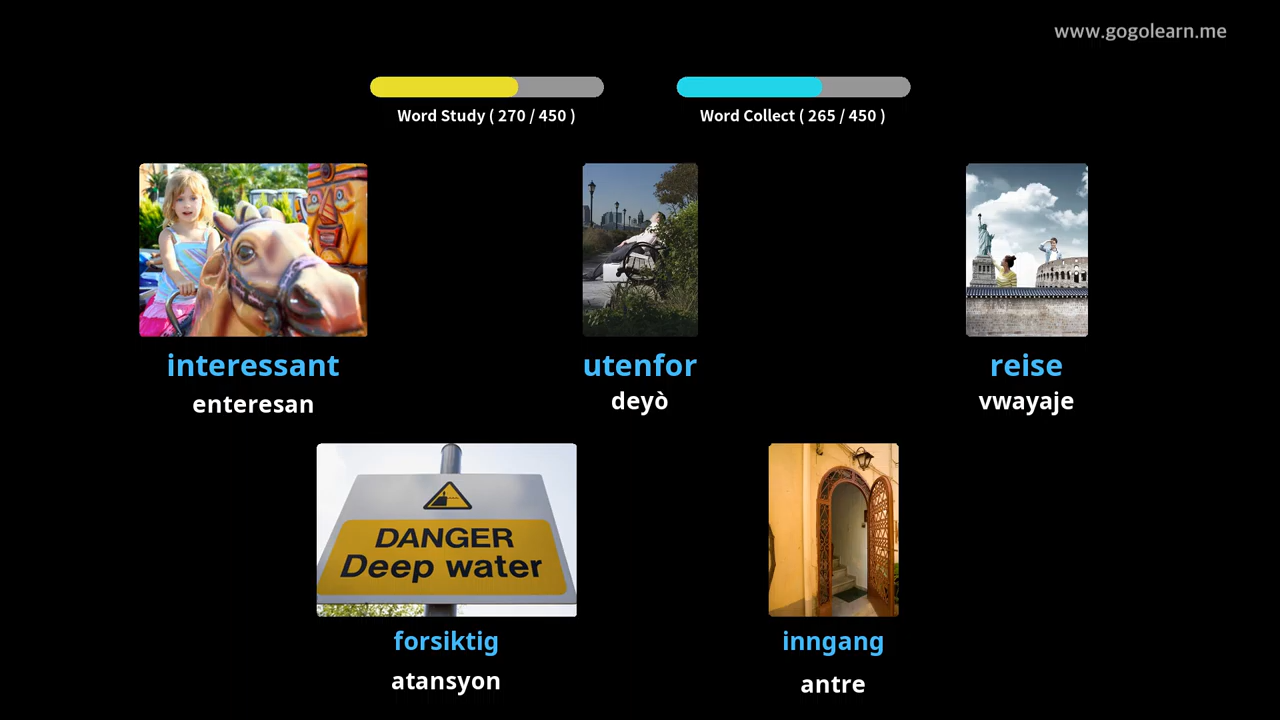 www.gogolearn.me
Word Study ( 270 / 450 )
Word Collect ( 265 / 450 )
interessant
enteresan
utenfor
deyò
reise
vwayaje
DANGER
Deep water
forsiktig
atansyon
inngang
antre